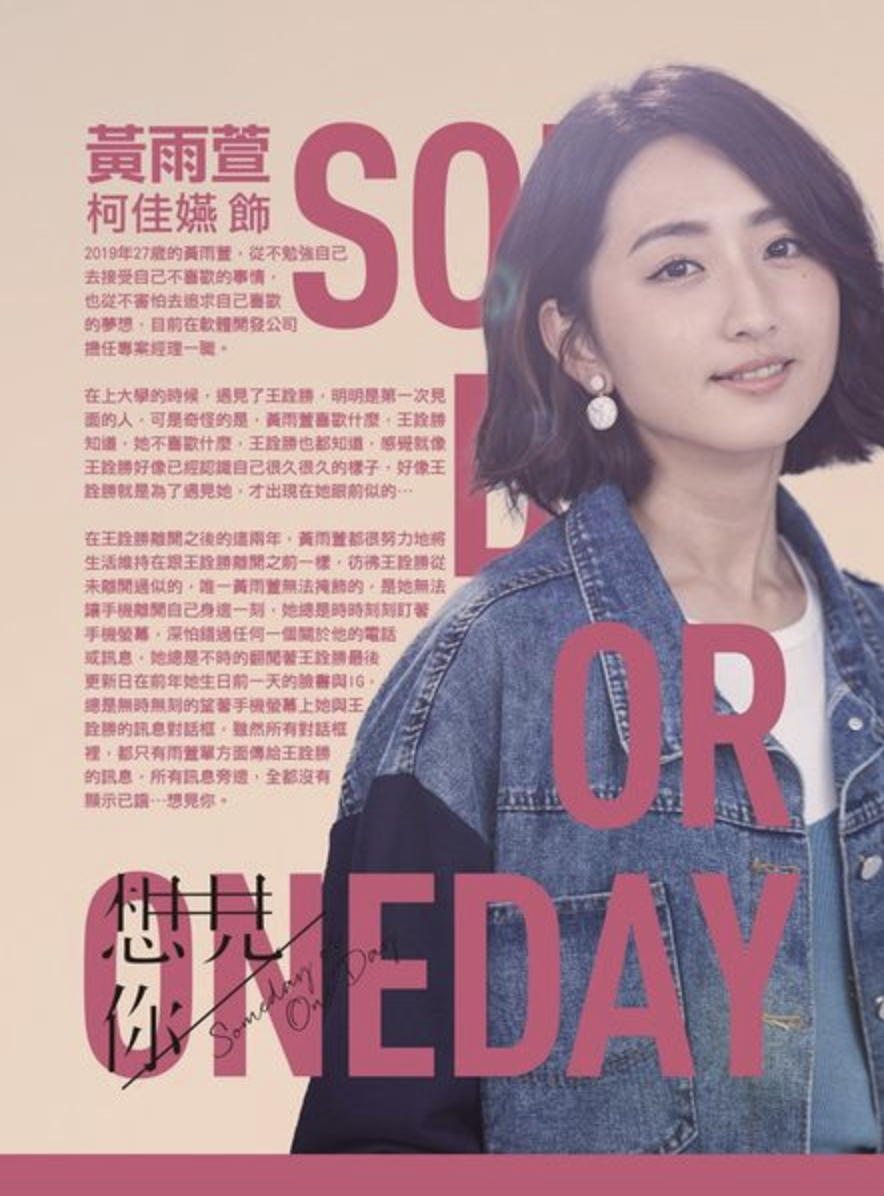 黃雨萱
柯佳嬿 飾
2019年27歲的黃雨萱，從不勉強自己
去接受自己不喜歡的事情，
也從不害怕去追求自己喜歡
的夢想，目前在軟體開發公司
擔任專案經理一職。
在上大學的時候，遇見了王詮勝，明明是第一次見
面的人，可是奇怪的是，黃雨萱喜歡什麼，王詮勝
知道，她不喜歡什麼，王詮勝也都知道，感覺就像
王詮勝好像已經認識自己很久很久的樣子，好像王
詮勝就是為了遇見她，才出現在她眼前似的⋯
在王詮勝離開之後的這兩年，黃雨萱都很努力地將
生活維持在跟王詮勝離開之前一樣，彷彿王詮勝從
未離開過似的，唯一黃雨萱無法掩飾的，是她無法
讓手機離開自己身邊一刻，她總是時時刻刻盯著
手機螢幕，深怕錯過任何一個關於他的電話
或訊息，她總是不時的翻閱著王詮勝最後
更新日在前年她生日前一天的臉書與IG，
總是無時無刻的望著手機螢幕上她與王
詮勝的訊息對話框，雖然所有對話框
裡，都只有雨萱單方面傳給王詮勝
的訊息，所有訊息旁邊，全都沒有
顯示已讀⋯想見你。
SO
D
OR
ONEDAY
想見
你
Someday or
One Day